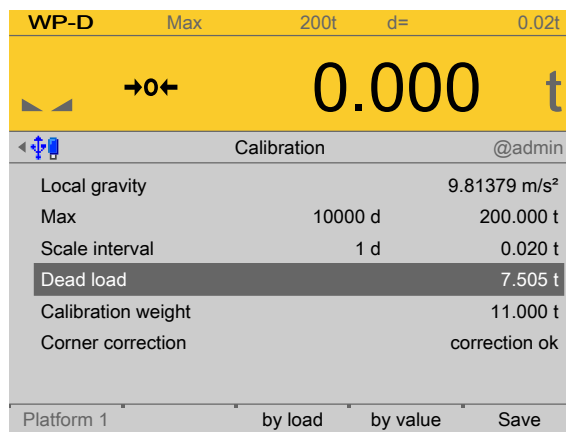 WP-D Max 200t d= 0.02t
→0← 0.000 t
Calibration @admin
Local gravity 9.81379 m/s²
Max 10000 d 200.000 t
Scale interval 1 d 0.020 t
Dead load 7.505 t
Calibration weight 11.000 t
Corner correction correction ok
Platform 1 by load by value Save